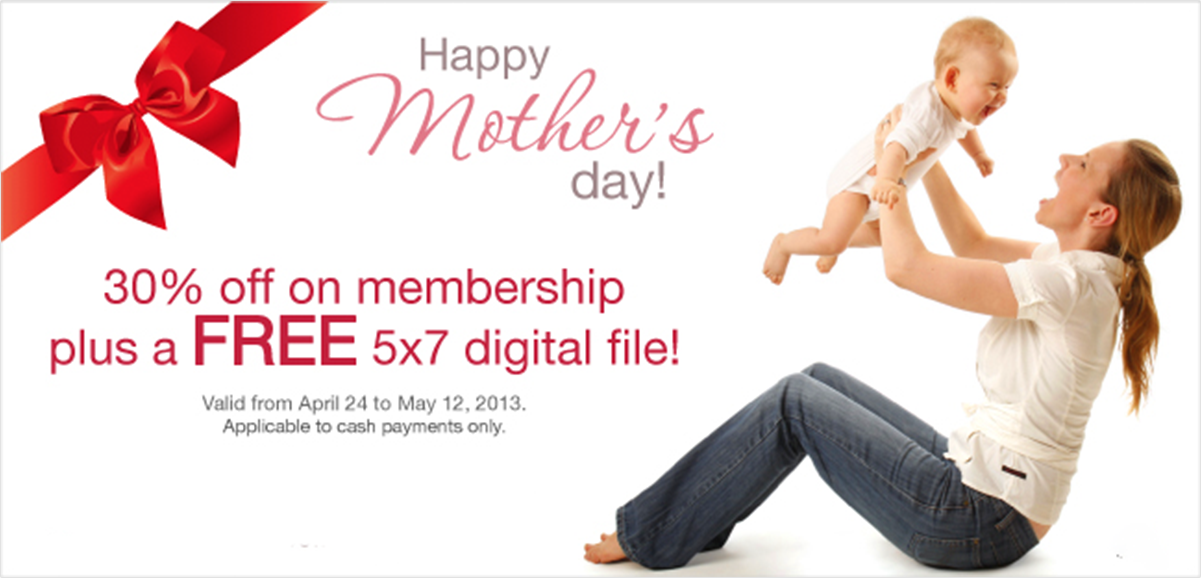 Happy
Mother's
day!
30% off on membership
plus a FREE 5x7 digital file!
Valid from April 24 to May 12, 2013.
Applicable to cash payments only.